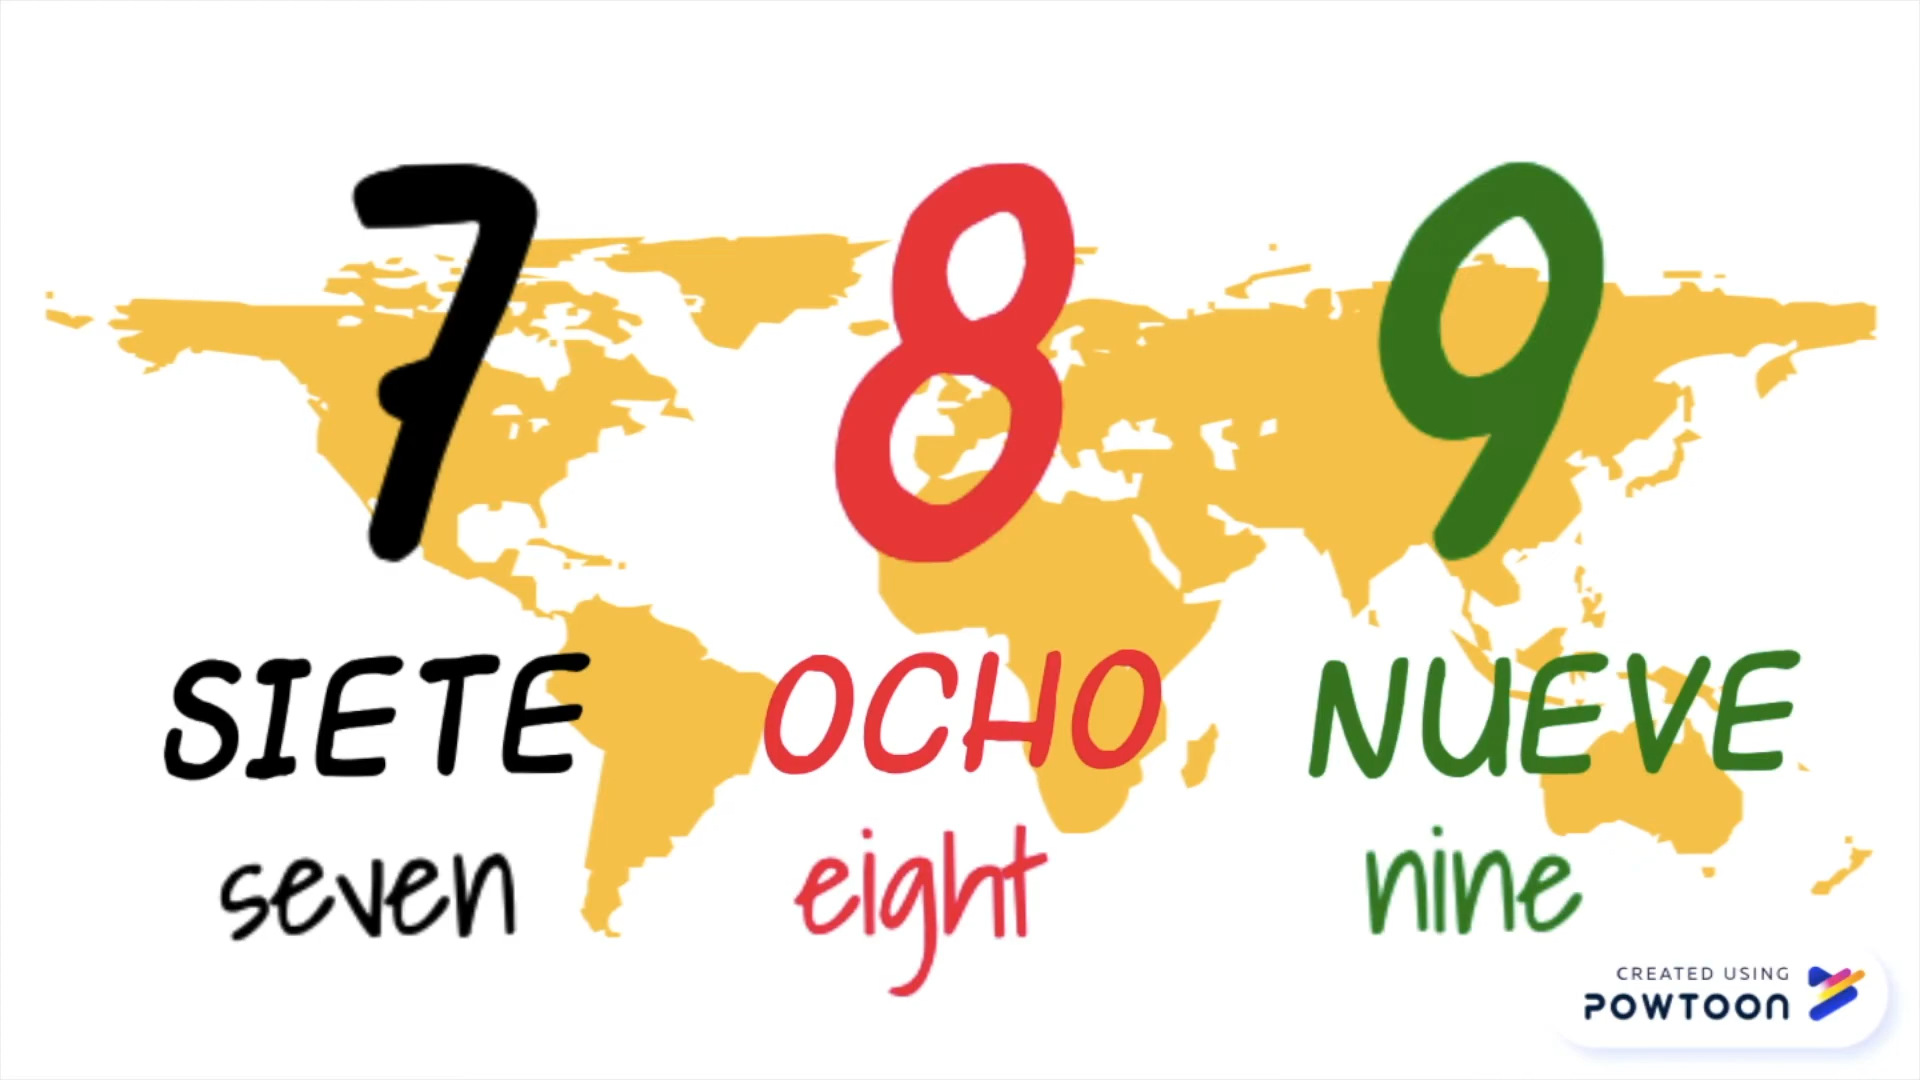 7 8 9
SIETE OCHO NUEVE
seven eight nine
CREATED USING
POWTOON